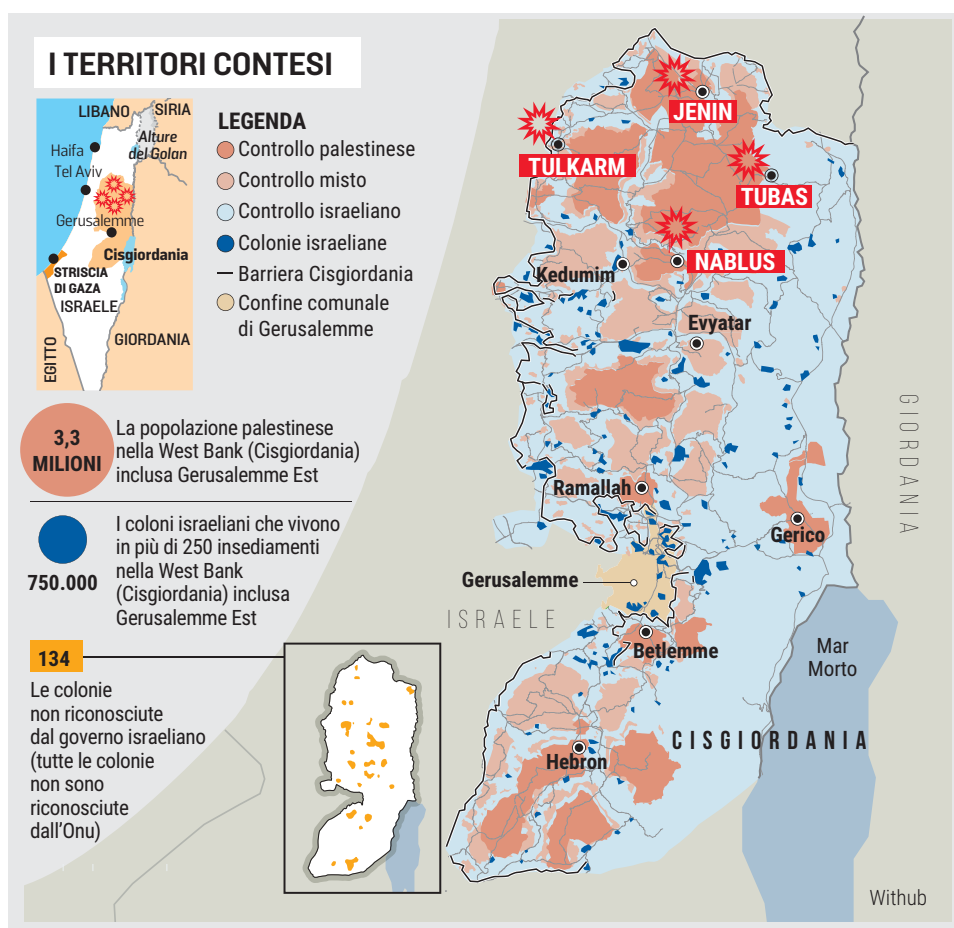 I TERRITORI CONTESI
LIBANO
SIRIA
Haifa
Alture
del Golan
Tel Aviv
Gerusalemme
Cisgiordania
STRISCIA
DI GAZA
ISRAELE
GIORDANIA
EGITTO
LEGENDA
Controllo palestinese
Controllo misto
Controllo israeliano
Colonie israeliane
Barriera Cisgiordania
Confine comunale
di Gerusalemme
3,3
MILIONI
La popolazione palestinese
nella West Bank (Cisgiordania)
inclusa Gerusalemme Est
750.000
I coloni israeliani che vivono
in più di 250 insediamenti
nella West Bank
(Cisgiordania) inclusa
Gerusalemme Est
134
Le colonie
non riconosciute
dal governo israeliano
(tutte le colonie
non sono
riconosciute
dall'Onu)
JENIN
TULKARM
TUBAS
NABLUS
Kedumim
Evyatar
Ramallah
Gerico
Gerusalemme
ISRAELE
Betlemme
Mar
Morto
CISGIORDANIA
Hebron
GIORDANIA
Withub